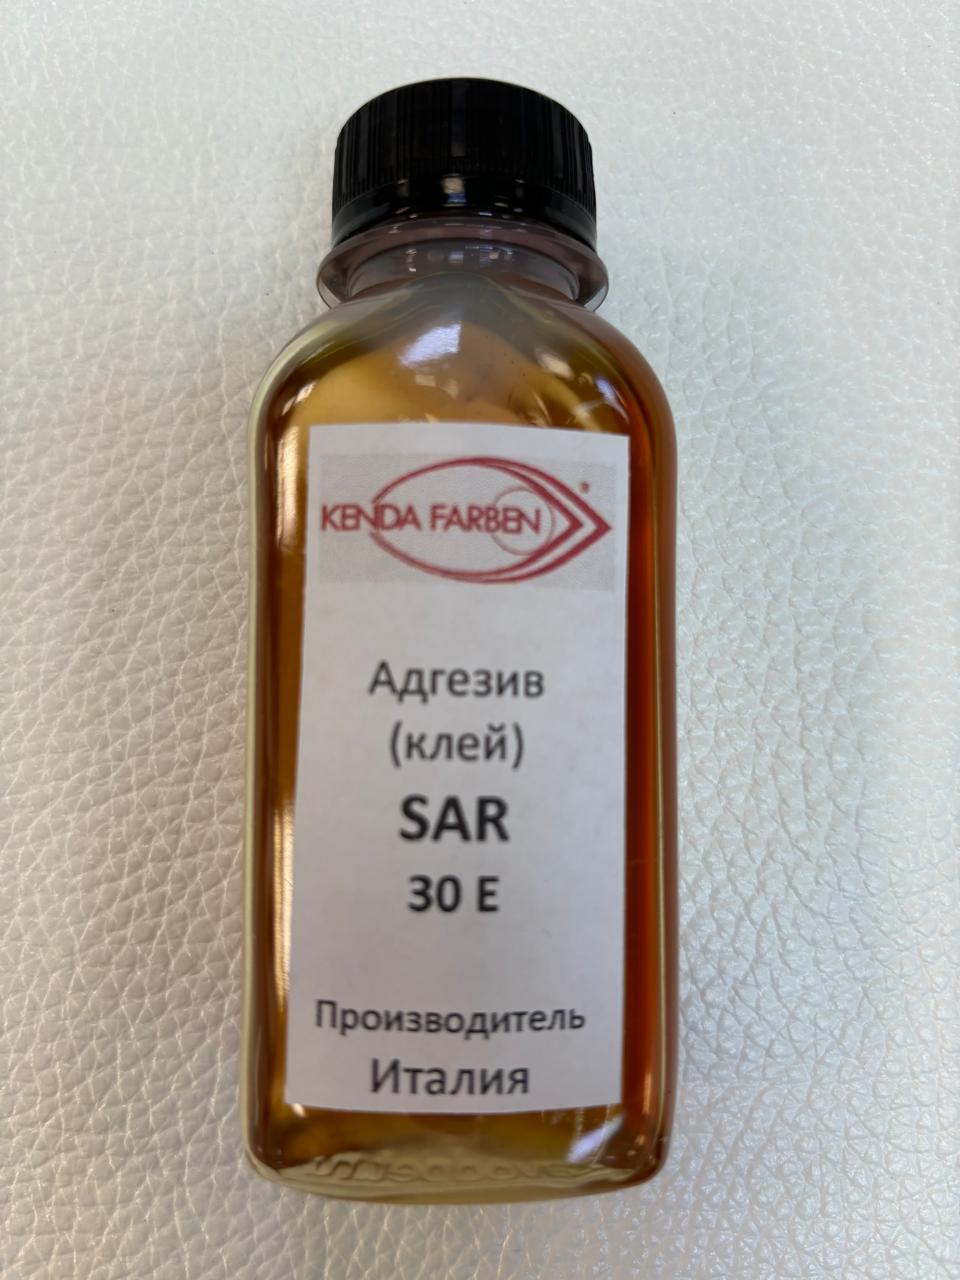 KENDA FARBEN
Адгезив
(клей)
SAR
30 E
Производитель
Италия